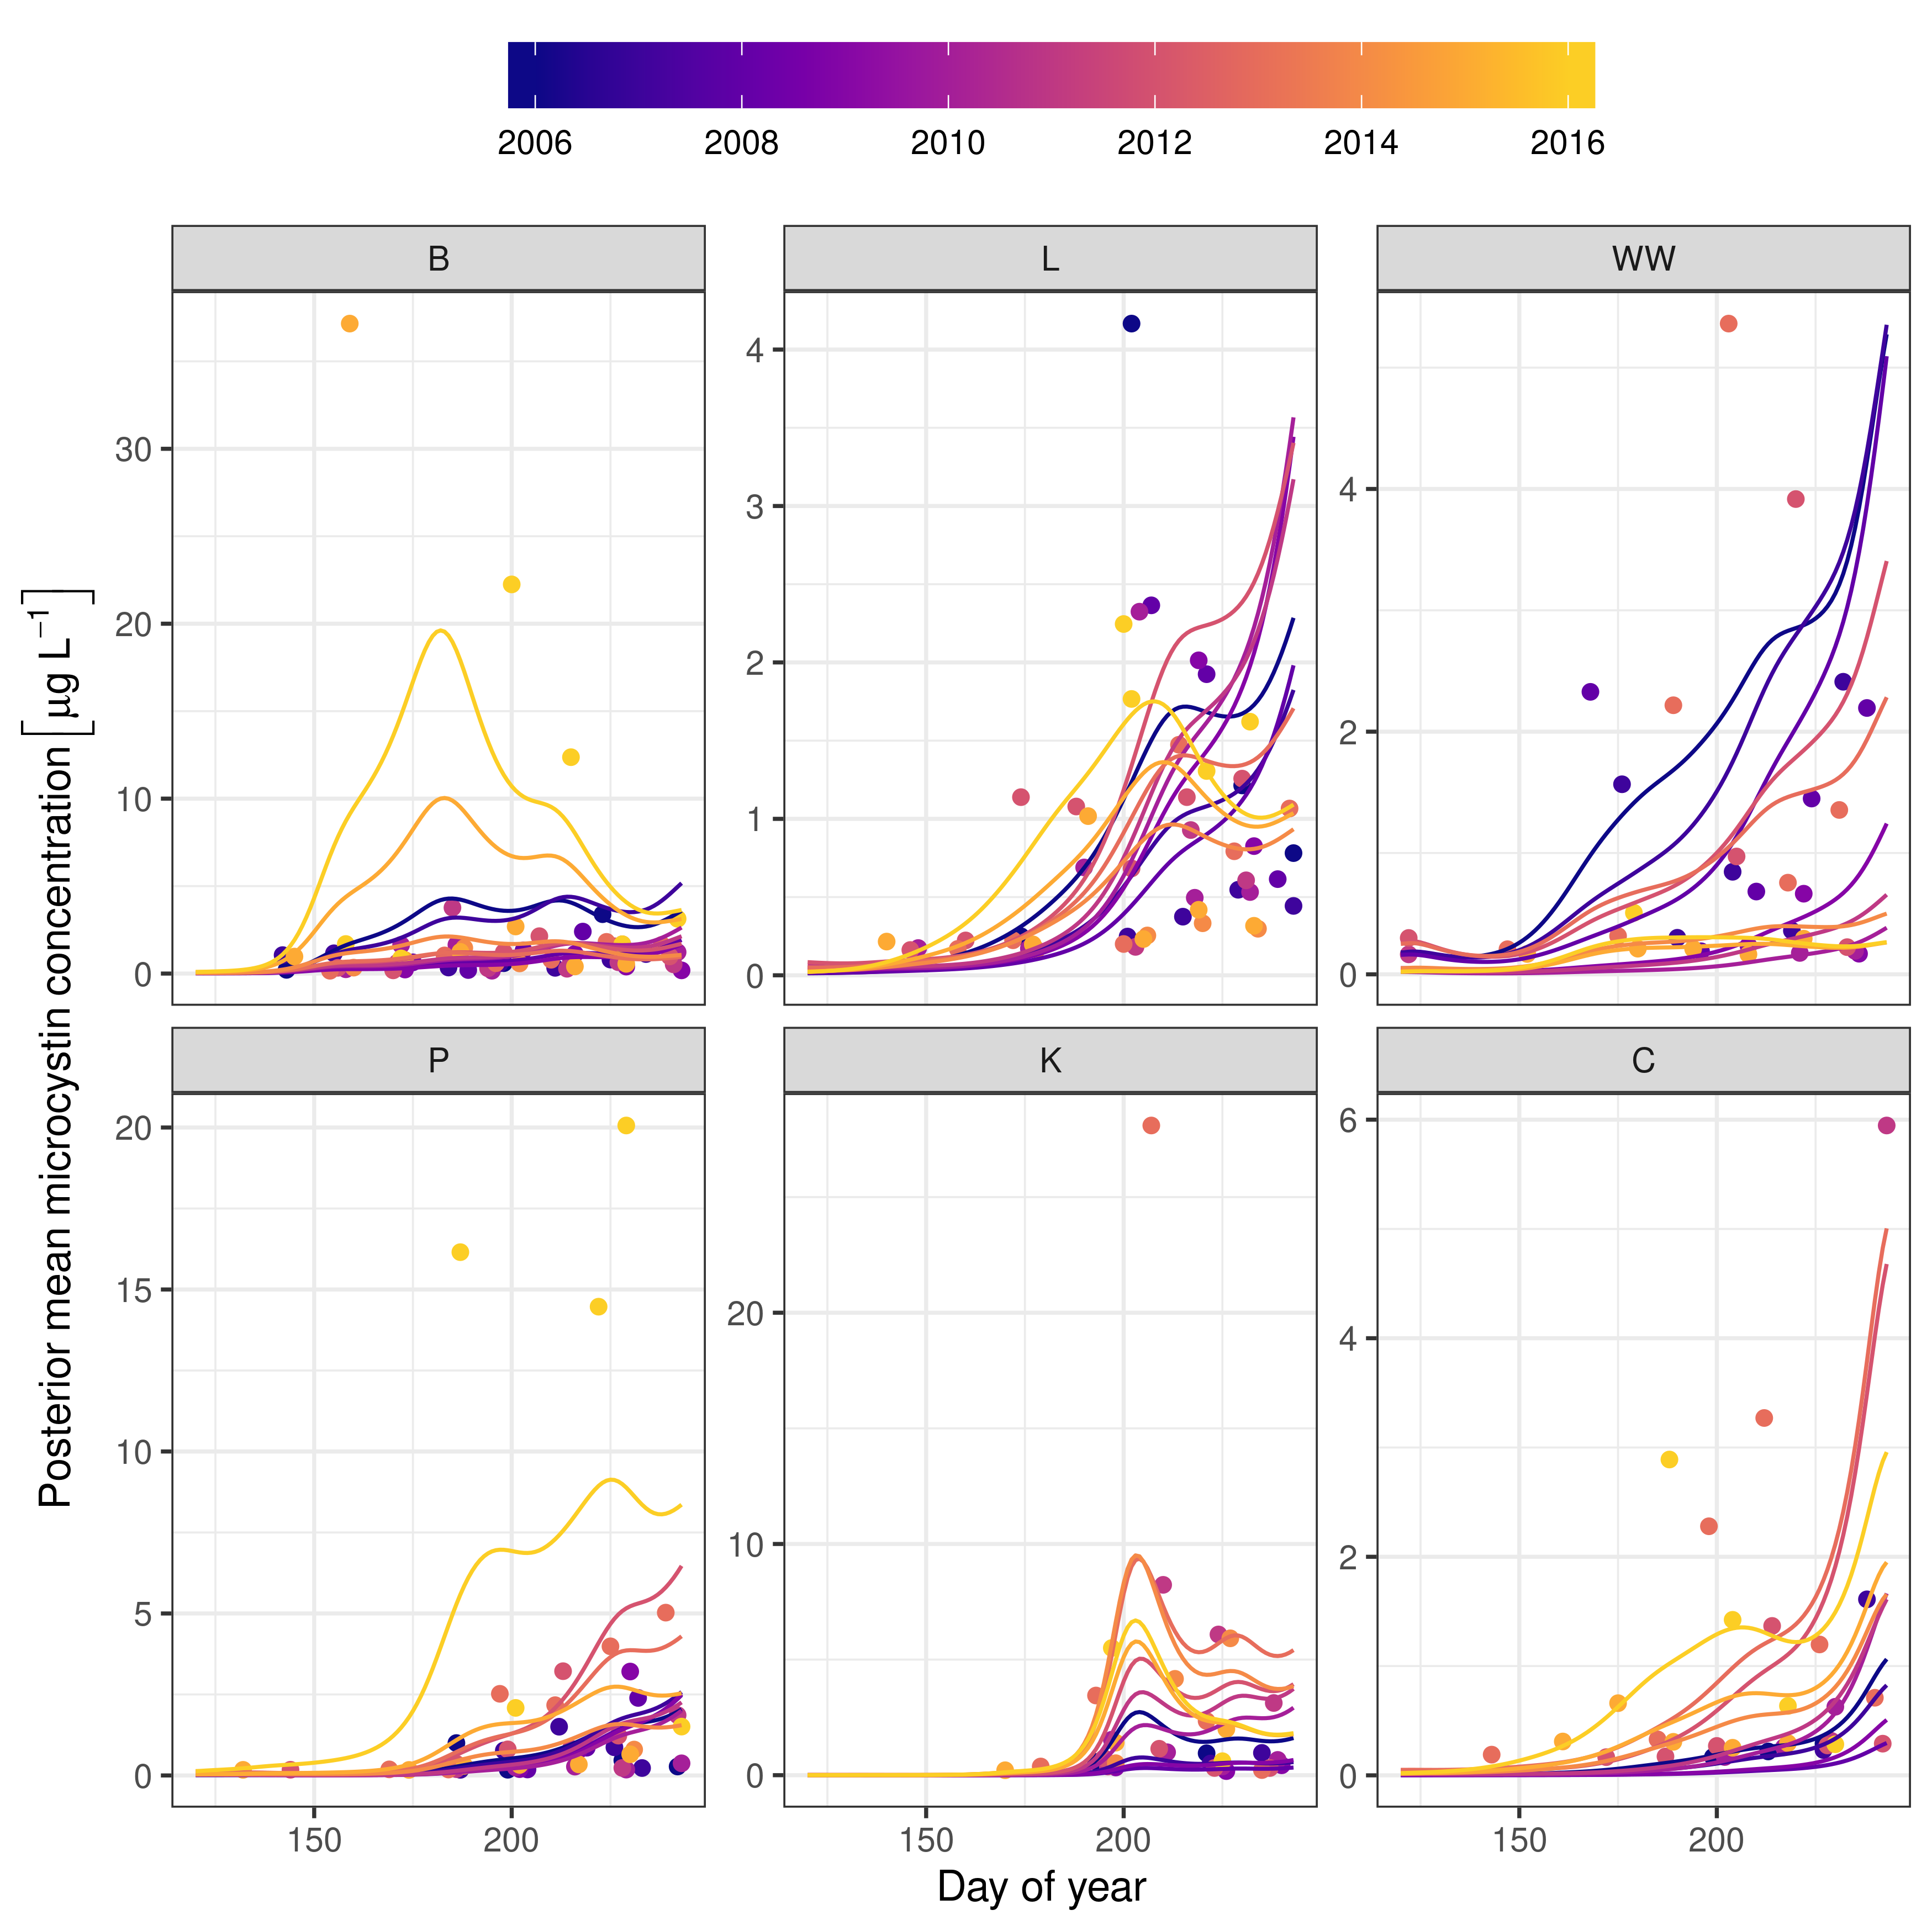 2006 2008 2010 2012 2014 2016
Posterior mean microcystin concentration [µg L⁻¹]
B L WW
0 10 20 30
0 1 2 3 4
0 2 4
P K C
0 5 10 15 20
0 10 20
0 2 4 6
150 200 150 200 150 200
Day of year